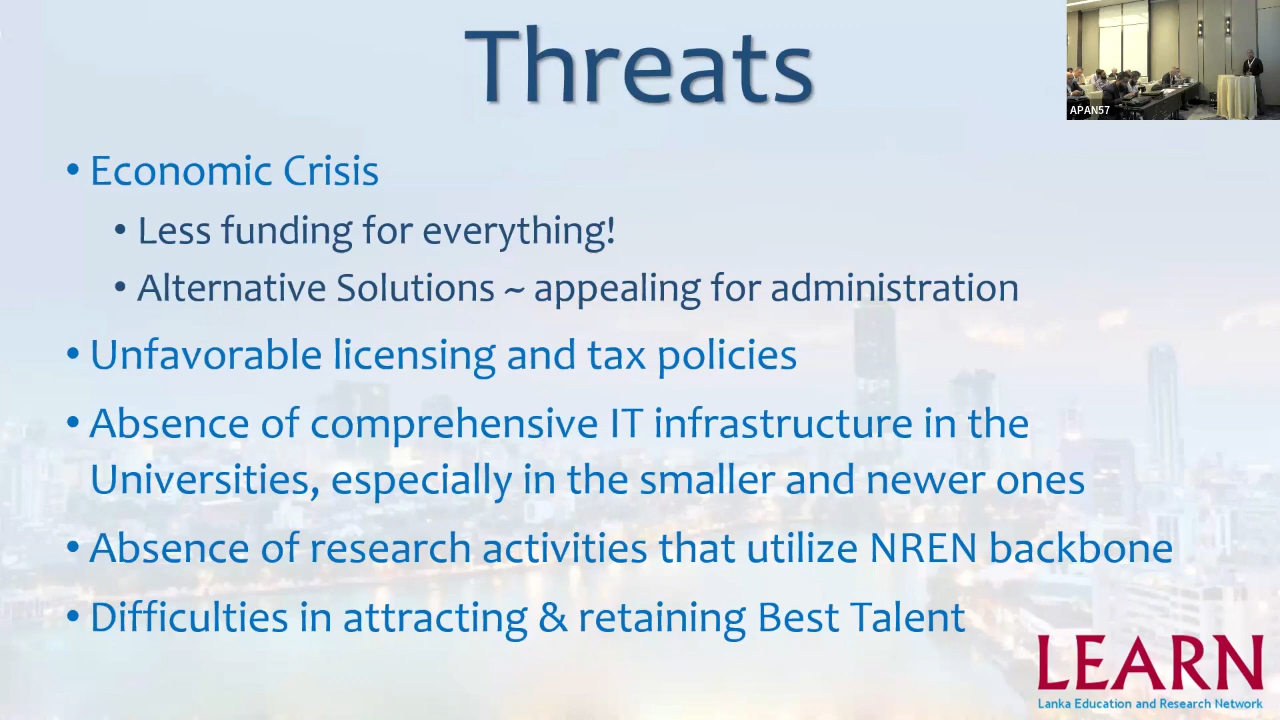 Threats
APAN57
• Economic Crisis
• Less funding for everything!
• Alternative Solutions ~ appealing for administration
• Unfavorable licensing and tax policies
• Absence of comprehensive IT infrastructure in the
Universities, especially in the smaller and newer ones
• Absence of research activities that utilize NREN backbone
• Difficulties in attracting & retaining Best Talent
LEARN
Lanka Education and Research Network